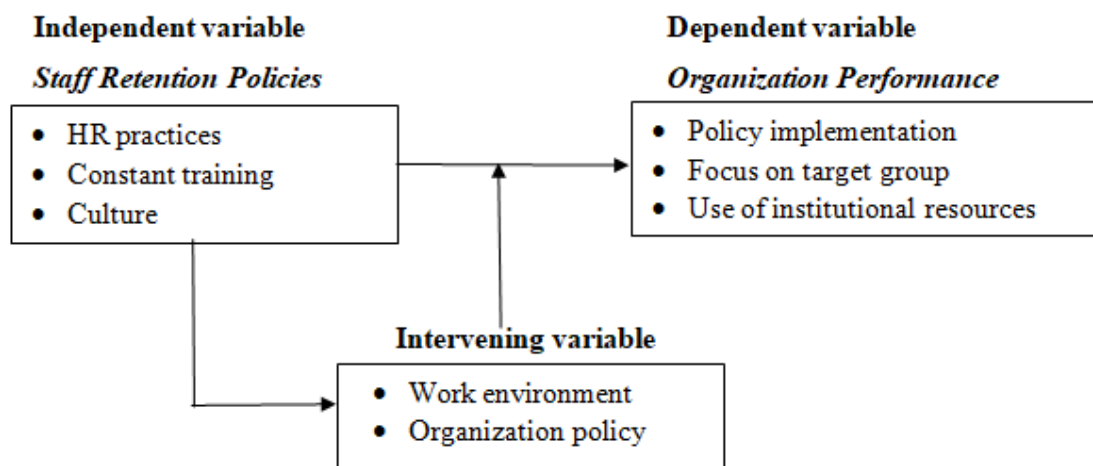 Independent variable
Staff Retention Policies
• HR practices
• Constant training
• Culture
Dependent variable
Organization Performance
• Policy implementation
• Focus on target group
• Use of institutional resources
Intervening variable
• Work environment
• Organization policy